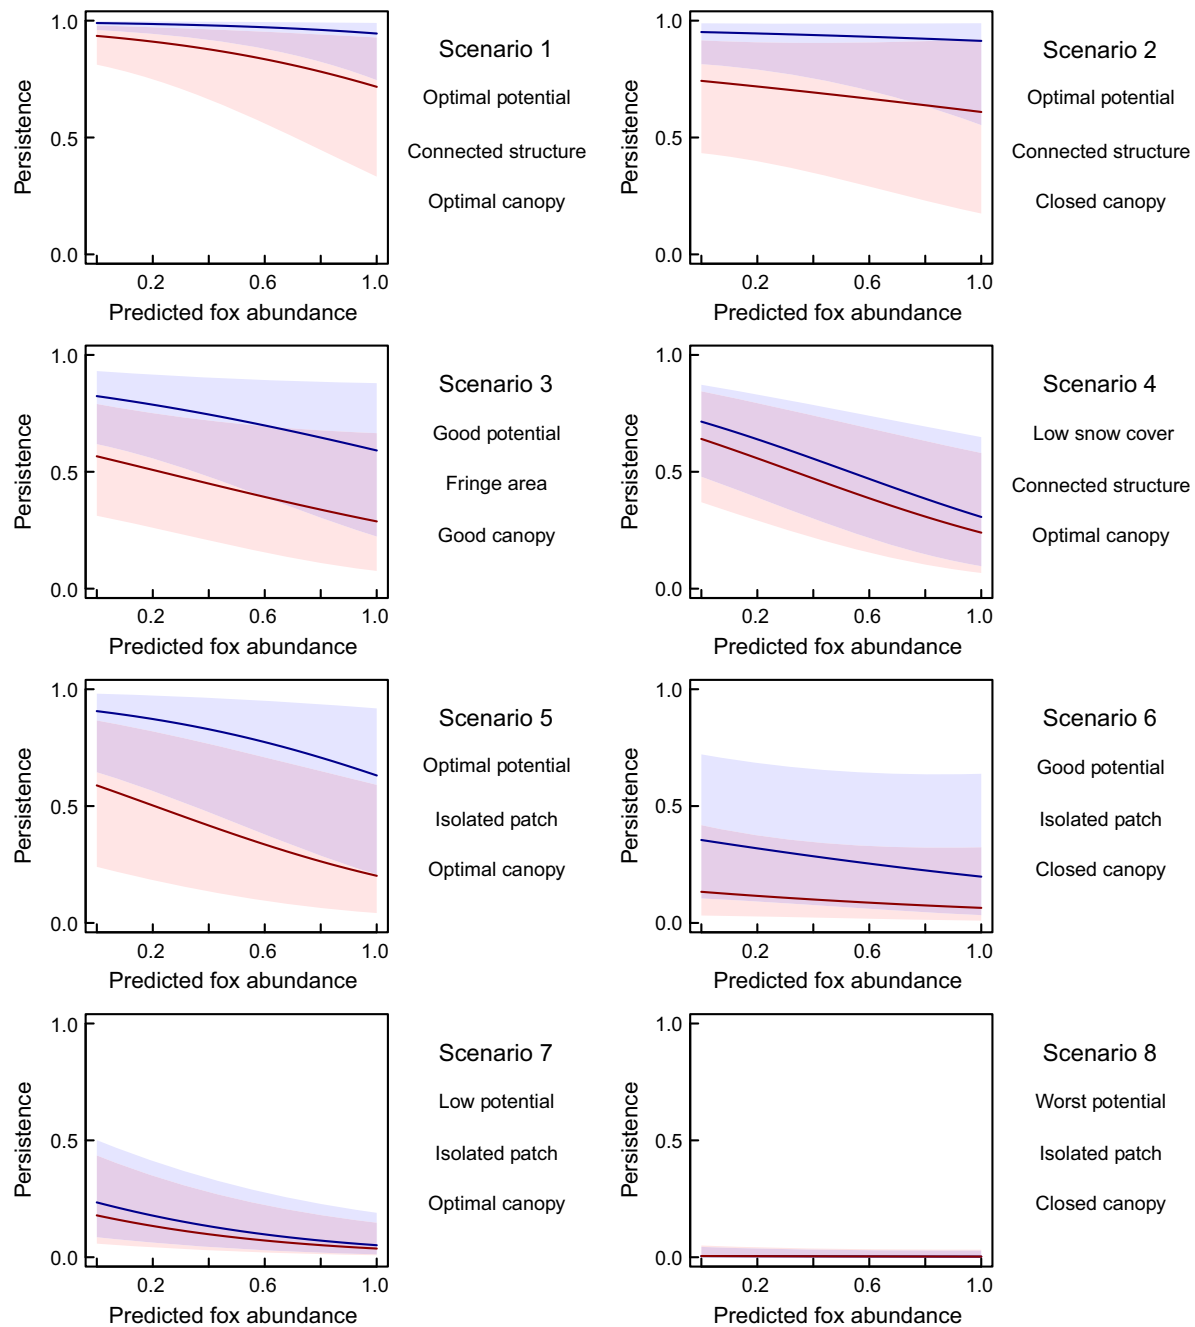 1.0
0.5
0.0
Persistence
0.2 0.6 1.0
Predicted fox abundance
Scenario 1
Optimal potential
Connected structure
Optimal canopy
1.0
0.5
0.0
Persistence
0.2 0.6 1.0
Predicted fox abundance
Scenario 2
Optimal potential
Connected structure
Closed canopy
1.0
0.5
0.0
Persistence
0.2 0.6 1.0
Predicted fox abundance
Scenario 3
Good potential
Fringe area
Good canopy
1.0
0.5
0.0
Persistence
0.2 0.6 1.0
Predicted fox abundance
Scenario 4
Low snow cover
Connected structure
Optimal canopy
1.0
0.5
0.0
Persistence
0.2 0.6 1.0
Predicted fox abundance
Scenario 5
Optimal potential
Isolated patch
Optimal canopy
1.0
0.5
0.0
Persistence
0.2 0.6 1.0
Predicted fox abundance
Scenario 6
Good potential
Isolated patch
Closed canopy
1.0
0.5
0.0
Persistence
0.2 0.6 1.0
Predicted fox abundance
Scenario 7
Low potential
Isolated patch
Optimal canopy
1.0
0.5
0.0
Persistence
0.2 0.6 1.0
Predicted fox abundance
Scenario 8
Worst potential
Isolated patch
Closed canopy